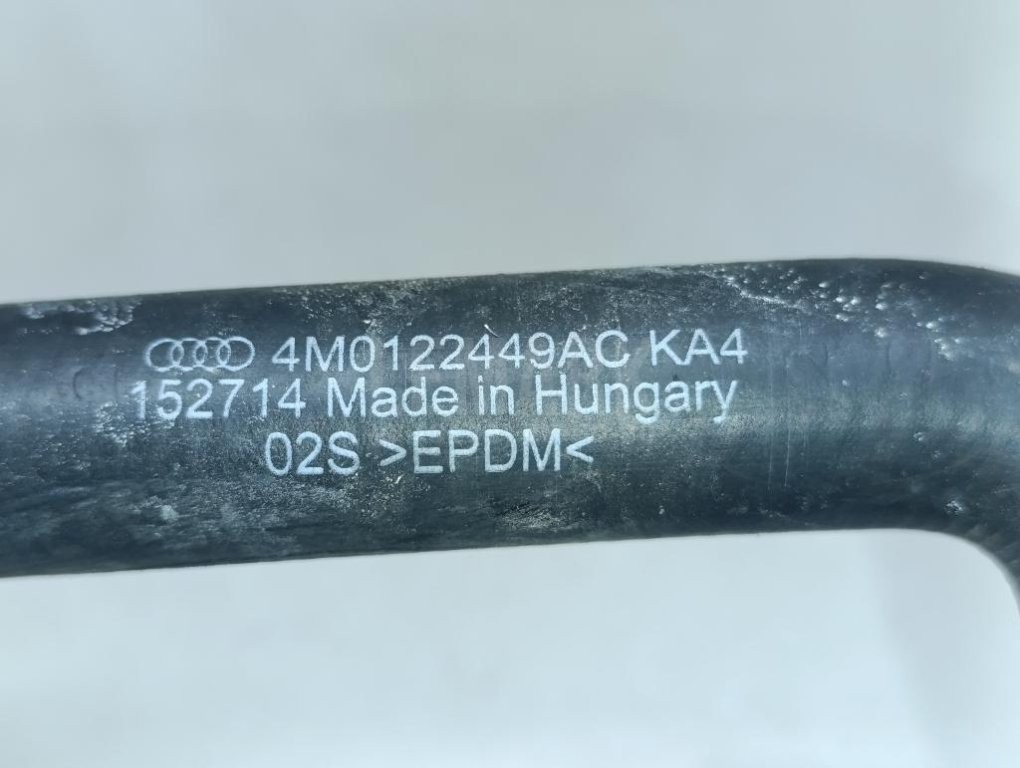 4M0122449AC KA4
152714 Made in Hungary
02S >EPDM<